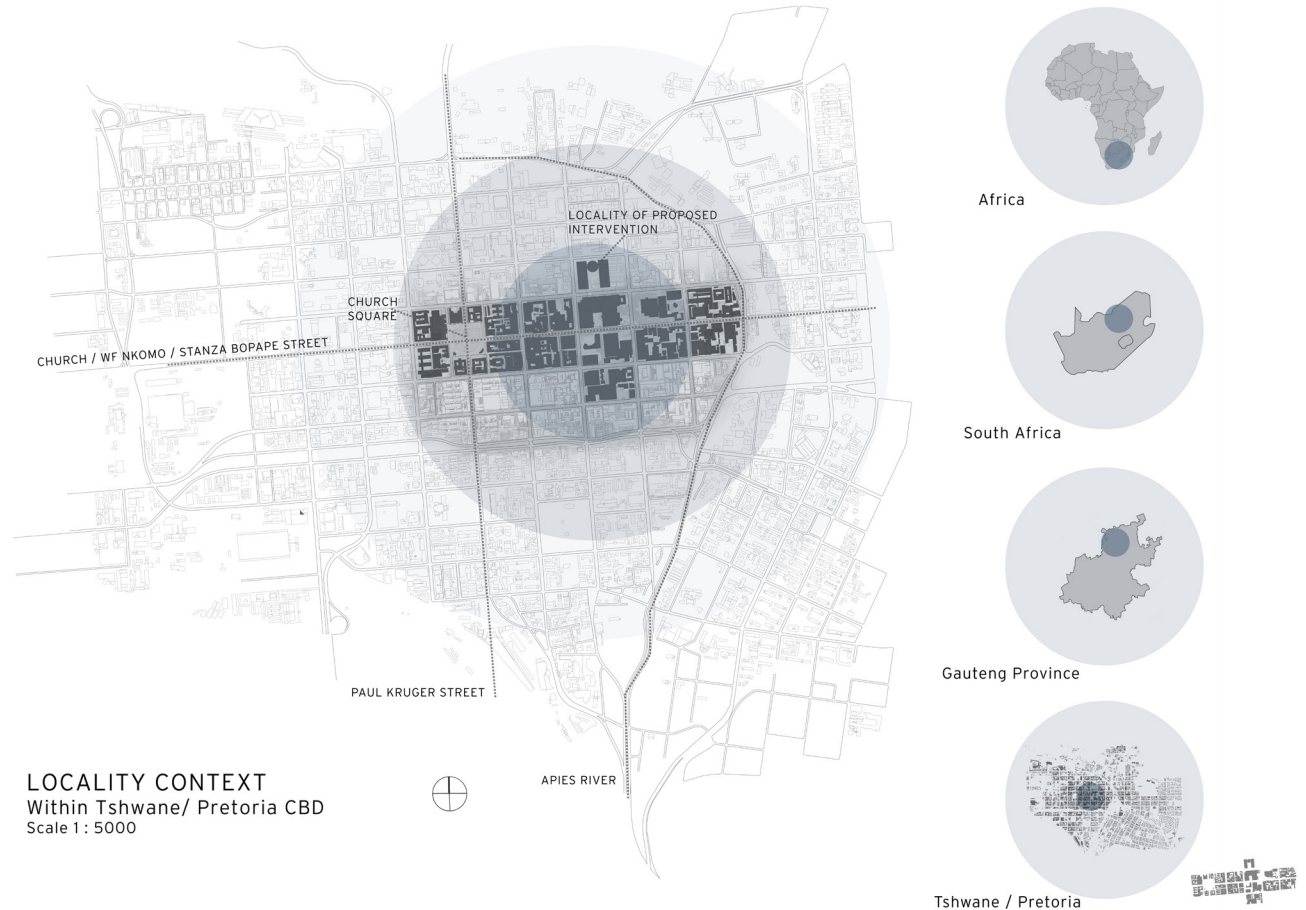 LOCALITY OF PROPOSED
INTERVENTION
CHURCH
SQUARE
CHURCH / WF NKOMO / STANZA BOPAPE STREET
PAUL KRUGER STREET
APIES RIVER
LOCALITY CONTEXT
Within Tshwane/ Pretoria CBD
Scale 1 : 5000
Africa
South Africa
Gauteng Province
Tshwane / Pretoria